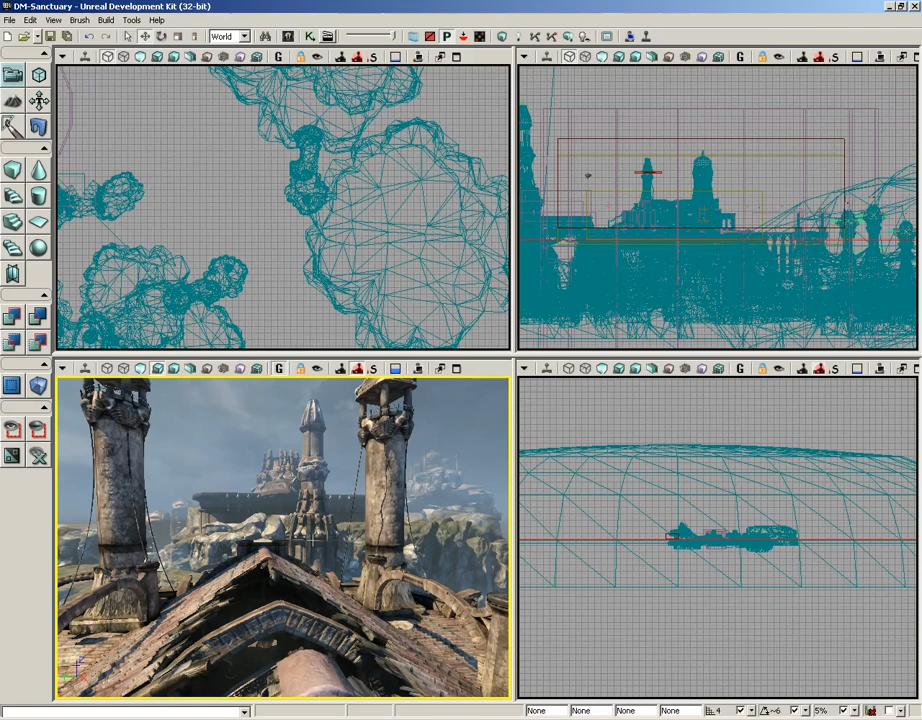 DM-Sanctuary - Unreal Development Kit (32-bit)
File Edit View Brush Build Tools Help
World K P
G S
G S
G S
G S
None None None None 4 ~6 5%